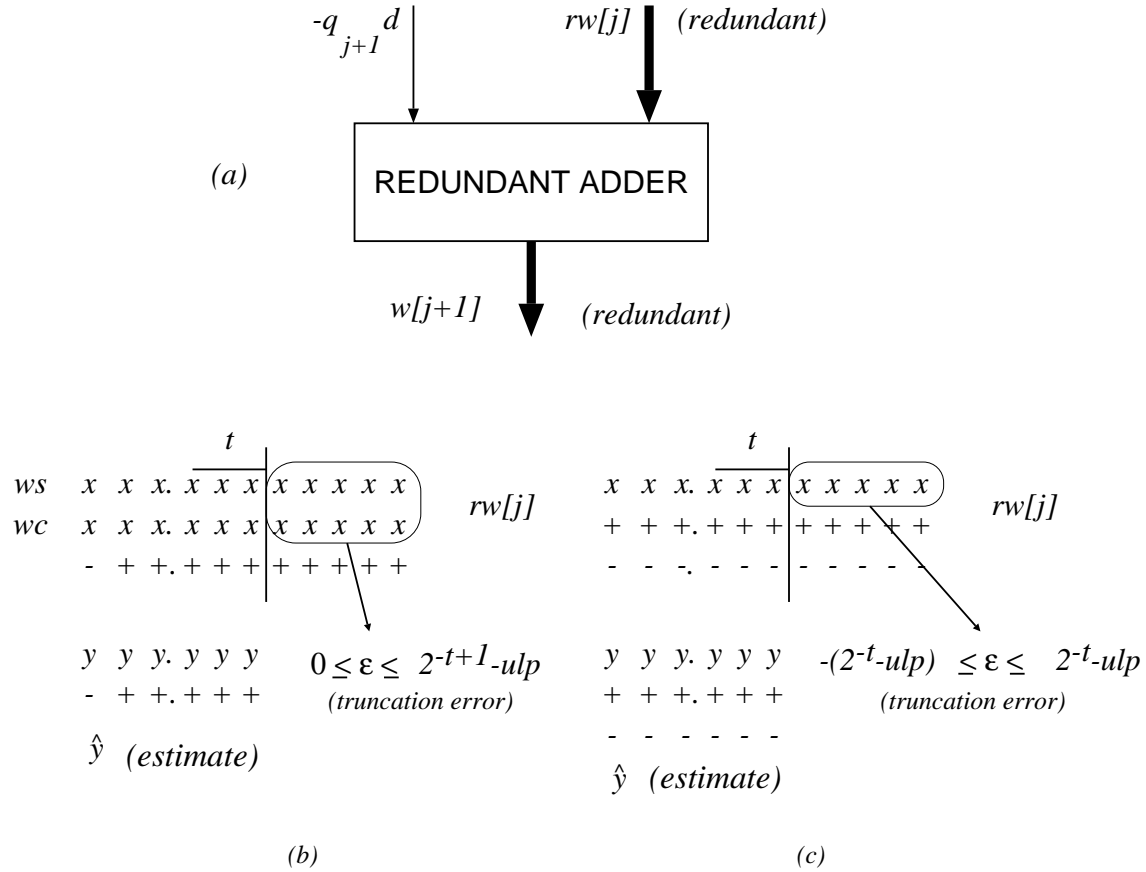 -q_{j+1} d
rw[j] (redundant)
(a)
REDUNDANT ADDER
w[j+1] (redundant)
t
ws x x x. x x x x x x x x
rw[j]
wc x x x. x x x x x x x x
- + +. + + + + + + + +
y y y. y y y
0 ≤ ε ≤ 2^{-t+1}-ulp
- + +. + + +
(truncation error)
ŷ (estimate)
(b)
t
x x x. x x x x x x x x
rw[j]
+ + +. + + + + + + + +
- - -. - - - - - - - -
y y y. y y y
-(2^{-t}-ulp) ≤ ε ≤ 2^{-t}-ulp
+ + +. + + +
(truncation error)
- - - - - -
ŷ (estimate)
(c)